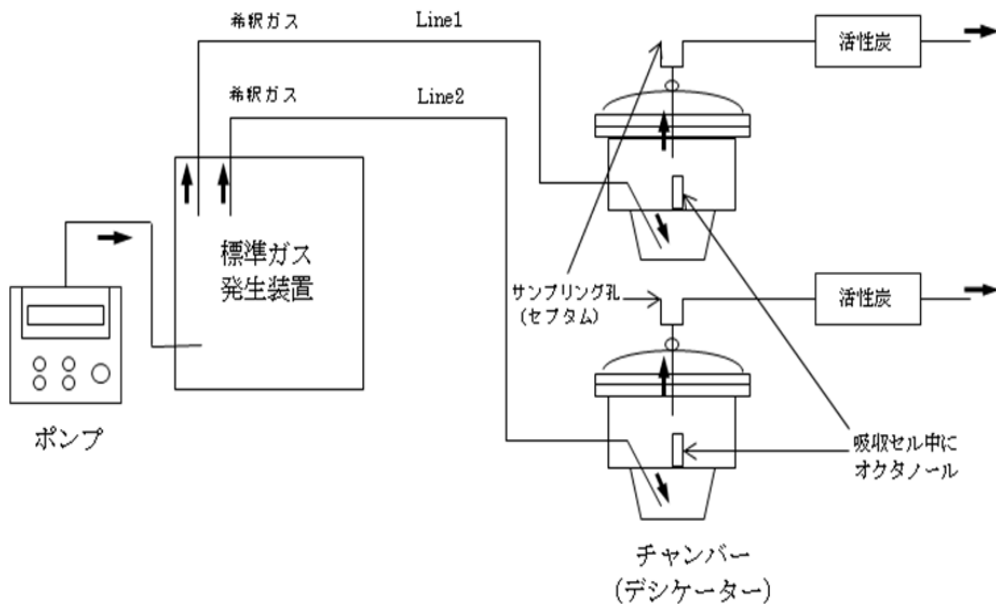 希釈ガス
Line1
活性炭
希釈ガス
Line2
標準ガス
発生装置
サンプリング孔
(セプタム)
活性炭
ポンプ
吸収セル中に
オクタノール
チャンバー
(デシケーター)